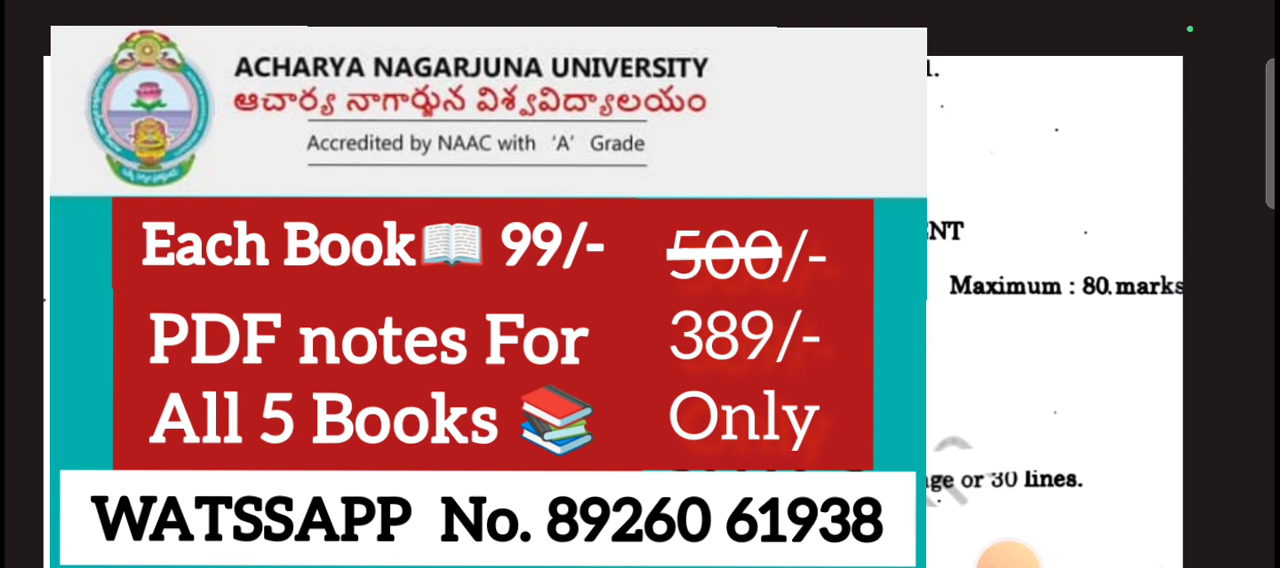 ACHARYA NAGARJUNA UNIVERSITY
ఆచార్య నాగార్జున విశ్వవిద్యాలయం
Accredited by NAAC with 'A' Grade
Each Book📖 99/- 500/-
PDF notes For 389/-
All 5 Books 📚 Only
WATSSAPP No. 89260 61938
1.
NT
Maximum : 80 marks
ge or 30 lines.